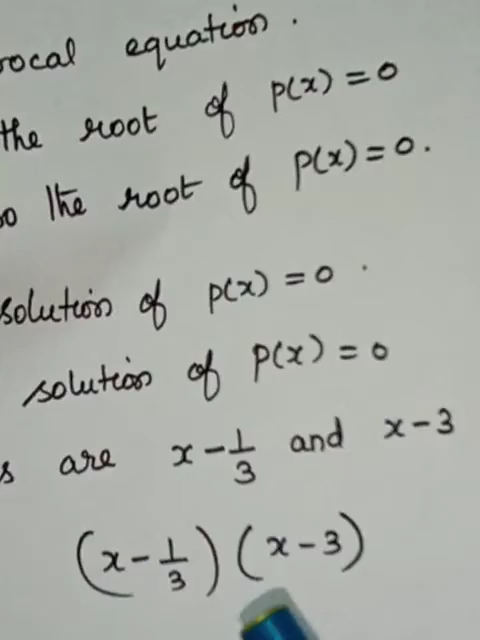 rocal equation.
the root of p(x) = 0
so the root of p(x) = 0.
solution of p(x) = 0.
solution of p(x) = 0
s are x - 1/3 and x - 3
(x - 1/3) (x - 3)